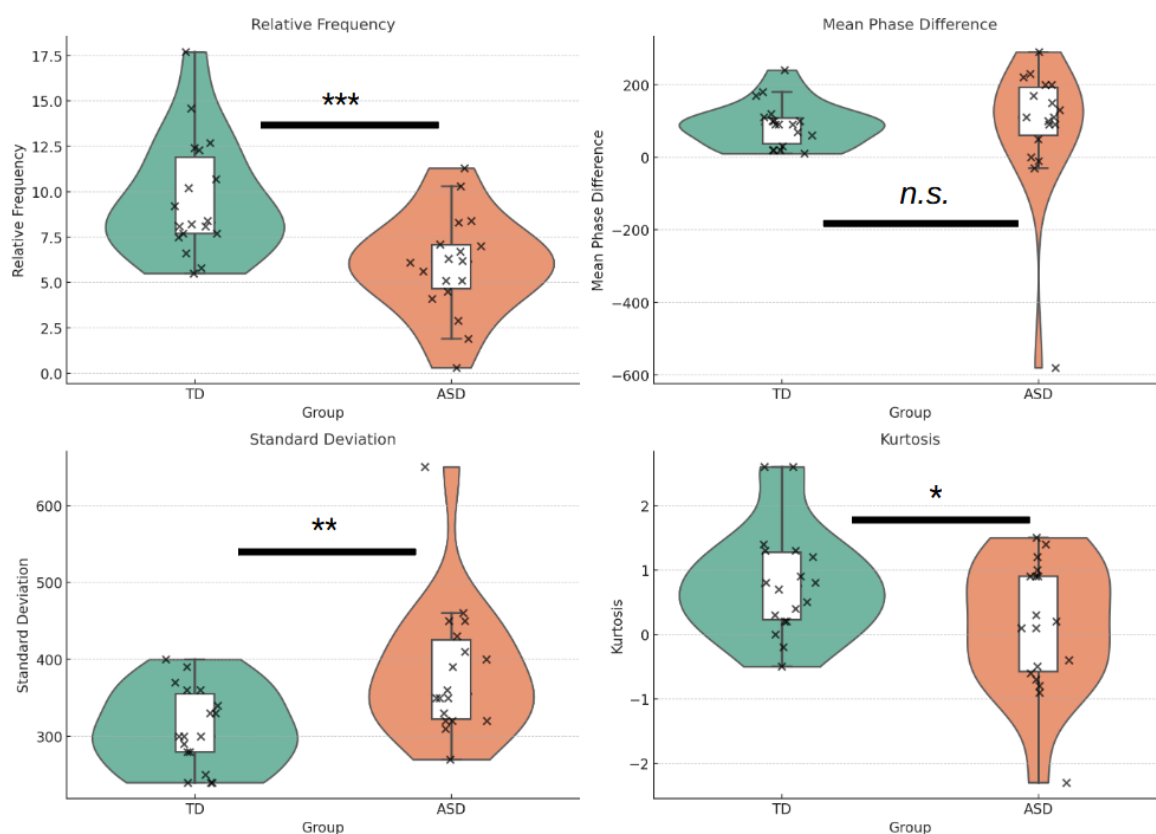 Relative Frequency
Relative Frequency
17.5
15.0
12.5
10.0
7.5
5.0
2.5
0.0
***
TD
ASD
Group
Mean Phase Difference
Mean Phase Difference
200
0
−200
−400
−600
n.s.
TD
ASD
Group
Standard Deviation
Standard Deviation
600
500
400
300
**
TD
ASD
Group
Kurtosis
Kurtosis
2
1
0
−1
−2
*
TD
ASD
Group